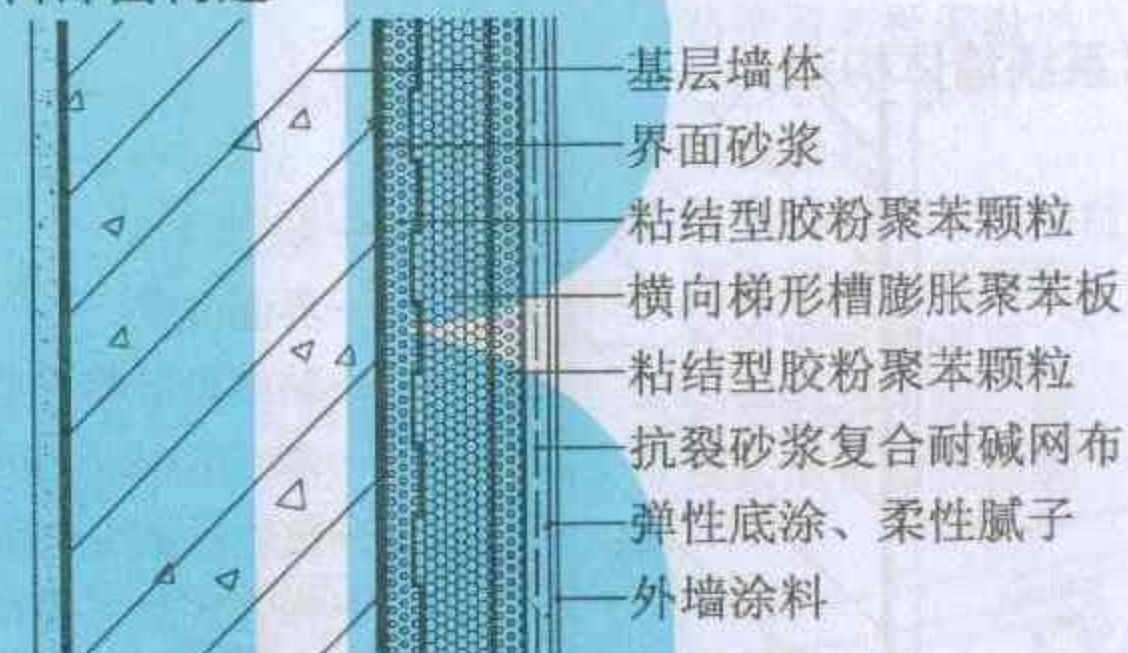 基层墙体
界面砂浆
粘结型胶粉聚苯颗粒
横向梯形槽膨胀聚苯板
粘结型胶粉聚苯颗粒
抗裂砂浆复合耐碱网布
弹性底涂、柔性腻子
外墙涂料